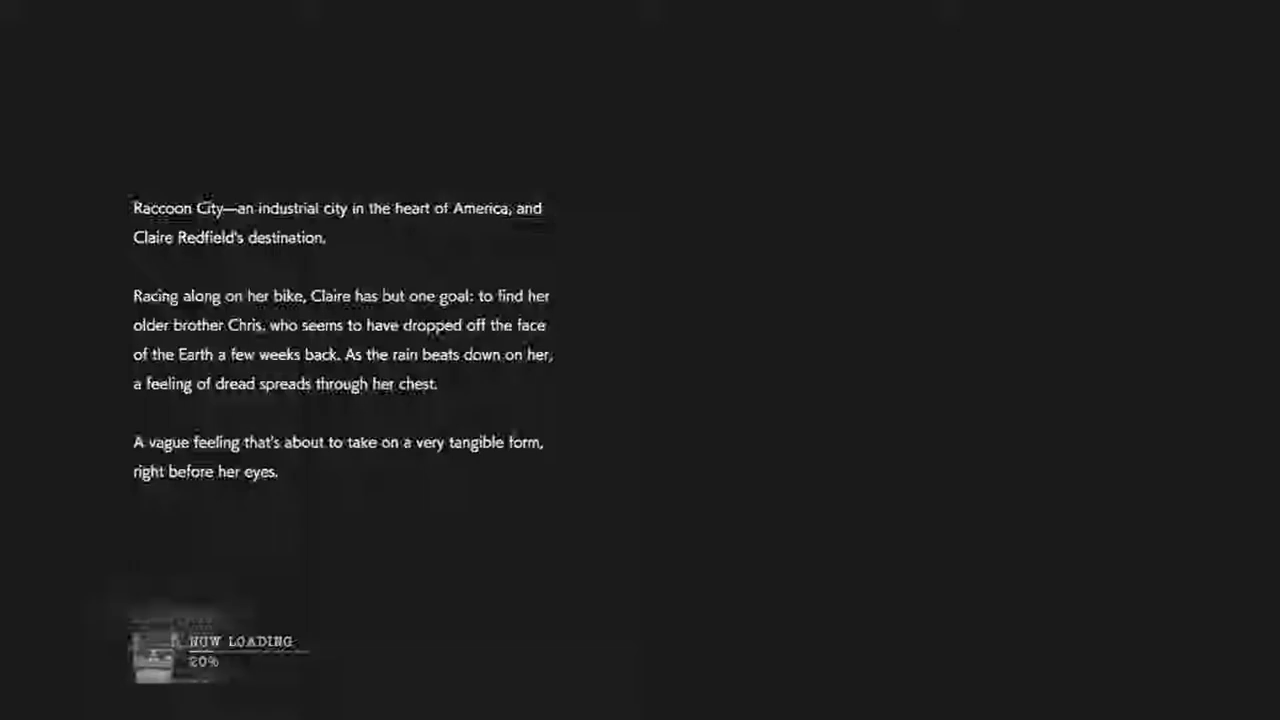 Raccoon City—an industrial city in the heart of America, and
Claire Redfield's destination.
Racing along on her bike, Claire has but one goal: to find her
older brother Chris, who seems to have dropped off the face
of the Earth a few weeks back. As the rain beats down on her,
a feeling of dread spreads through her chest.
A vague feeling that's about to take on a very tangible form,
right before her eyes.
NOW LOADING
20%